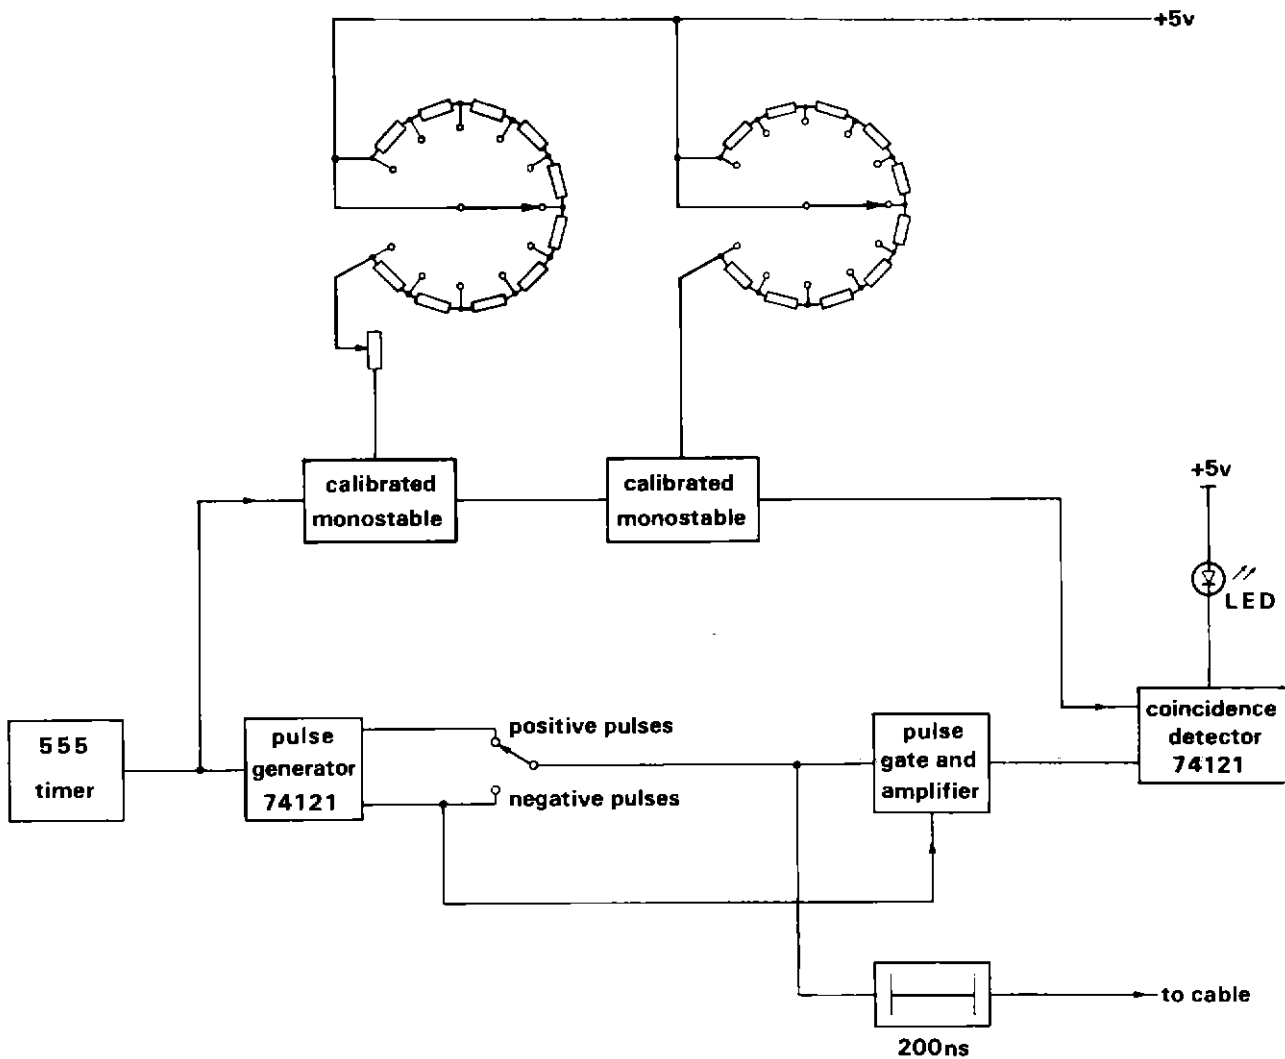 +5v
calibrated
monostable
calibrated
monostable
+5v
LED
555
timer
pulse
generator
74121
positive pulses
negative pulses
pulse
gate and
amplifier
coincidence
detector
74121
to cable
200ns